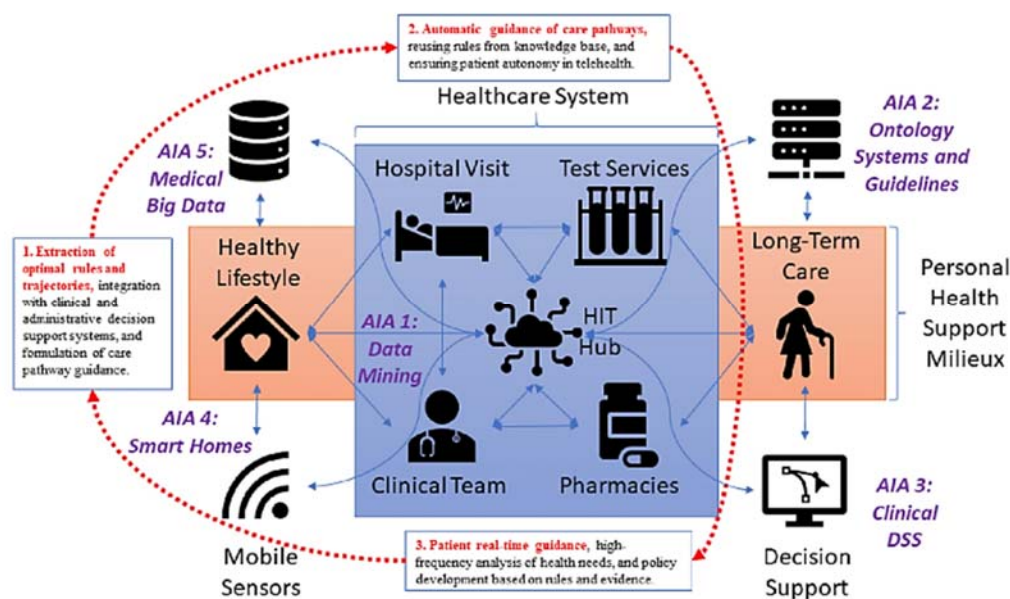 2. Automatic guidance of care pathways,
reusing rules from knowledge base, and
ensuring patient autonomy in telehealth.
Healthcare System
AIA 5:
Medical
Big Data
Hospital Visit
Test Services
AIA 2:
Ontology
Systems and
Guidelines
1. Extraction of
optimal rules and
trajectories, integration
with clinical and
administrative decision
support systems, and
formulation of care
pathway guidance.
Healthy
Lifestyle
AIA 1:
Data
Mining
HIT
Hub
Long-Term
Care
Personal
Health
Support
Milieux
AIA 4:
Smart Homes
Clinical Team
Pharmacies
AIA 3:
Clinical
DSS
Mobile
Sensors
3. Patient real-time guidance, high-
frequency analysis of health needs, and policy
development based on rules and evidence.
Decision
Support